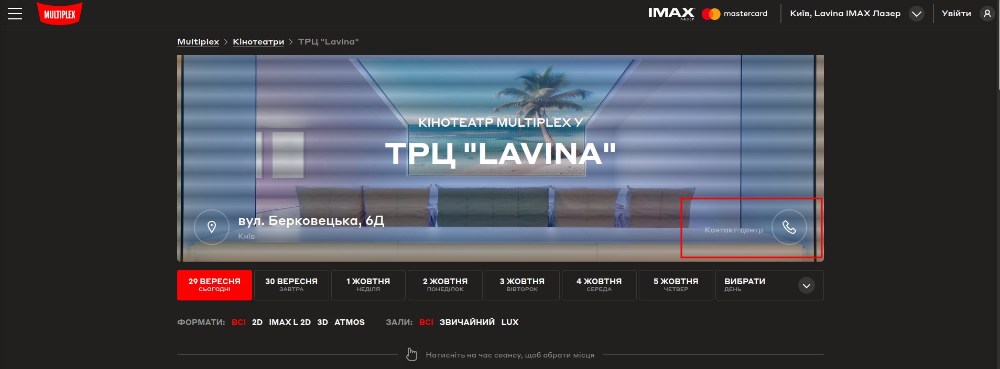 MULTIPLEX
IMAX ЛАЗЕР mastercard Київ, Lavina IMAX Лазер Увійти
Multiplex > Кінотеатри > ТРЦ "Lavina"
КІНОТЕАТР MULTIPLEX У
ТРЦ "LAVINA"
вул. Берковецька, 6Д
Київ
Контакт-центр
29 ВЕРЕСНЯ
СЬОГОДНІ
30 ВЕРЕСНЯ
ЗАВТРА
1 ЖОВТНЯ
НЕДІЛЯ
2 ЖОВТНЯ
ПОНЕДІЛОК
3 ЖОВТНЯ
ВІВТОРОК
4 ЖОВТНЯ
СЕРЕДА
5 ЖОВТНЯ
ЧЕТВЕР
ВИБРАТИ
ДЕНЬ
ФОРМАТИ: ВСІ 2D IMAX L 2D 3D ATMOS ЗАЛИ: ВСІ ЗВИЧАЙНИЙ LUX
Натисніть на час сеансу, щоб обрати місця